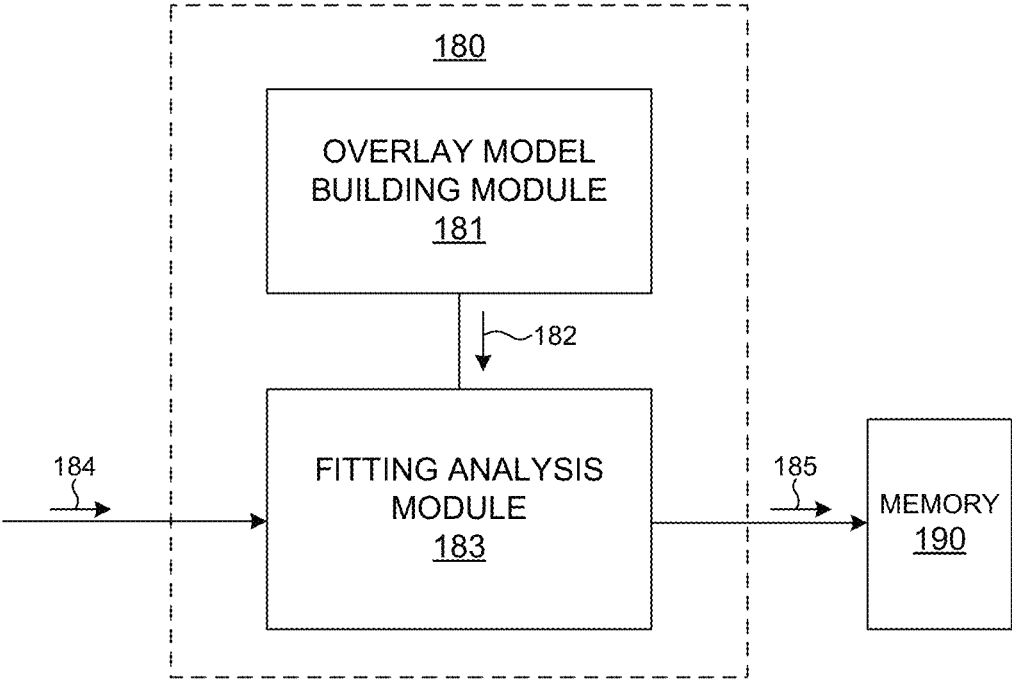 180
OVERLAY MODEL
BUILDING MODULE
181
182
184
FITTING ANALYSIS
MODULE
183
185
MEMORY
190